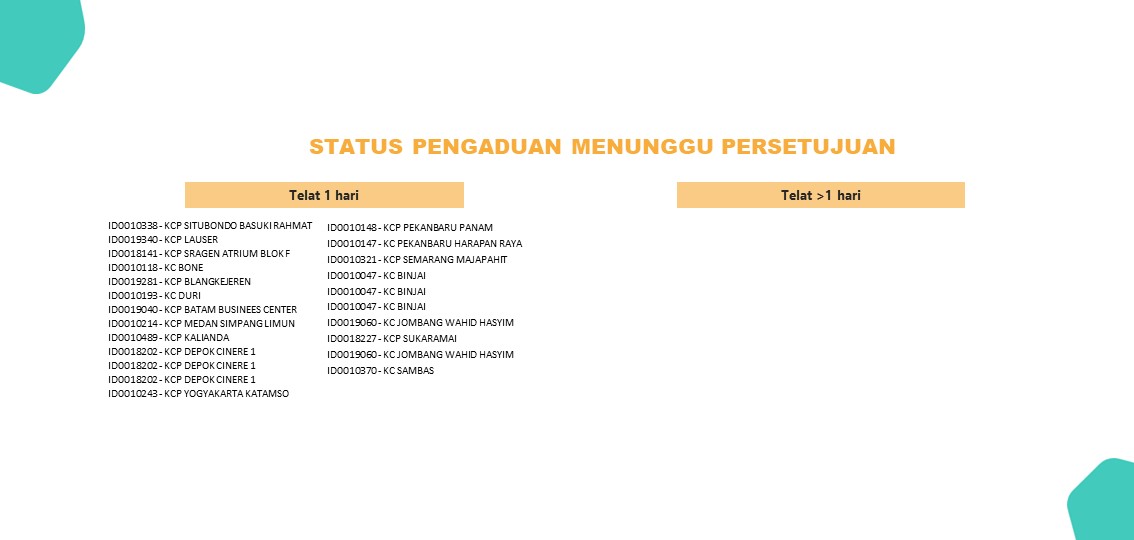 STATUS PENGADUAN MENUNGGU PERSETUJUAN
Telat 1 hari
ID0010338 - KCP SITUBONDO BASUKI RAHMAT
ID0019340 - KCP LAUSER
ID0018141 - KCP SRAGEN ATRIUM BLOK F
ID0010118 - KC BONE
ID0019281 - KCP BLANGKEJEREN
ID0010193 - KC DURI
ID0019040 - KCP BATAM BUSINEES CENTER
ID0010214 - KCP MEDAN SIMPANG LIMUN
ID0010489 - KCP KALIANDA
ID0018202 - KCP DEPOK CINERE 1
ID0018202 - KCP DEPOK CINERE 1
ID0018202 - KCP DEPOK CINERE 1
ID0010243 - KCP YOGYAKARTA KATAMSO
ID0010148 - KCP PEKANBARU PANAM
ID0010147 - KC PEKANBARU HARAPAN RAYA
ID0010321 - KCP SEMARANG MAJAPAHIT
ID0010047 - KC BINJAI
ID0010047 - KC BINJAI
ID0010047 - KC BINJAI
ID0019060 - KC JOMBANG WAHID HASYIM
ID0018227 - KCP SUKARAMAI
ID0019060 - KC JOMBANG WAHID HASYIM
ID0010370 - KC SAMBAS
Telat >1 hari